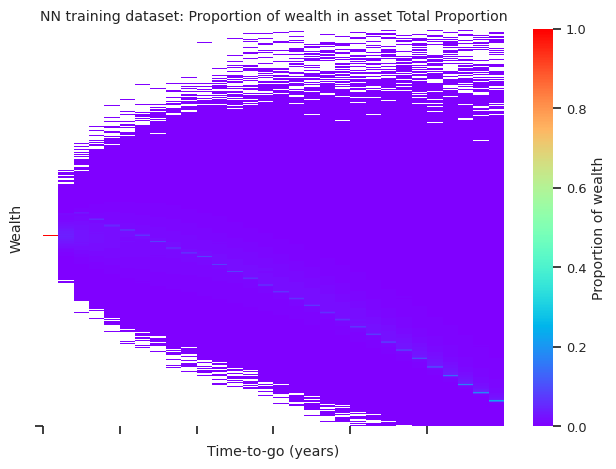 NN training dataset: Proportion of wealth in asset Total Proportion
Wealth
Time-to-go (years)
1.0
0.8
0.6
0.4
0.2
0.0
Proportion of wealth